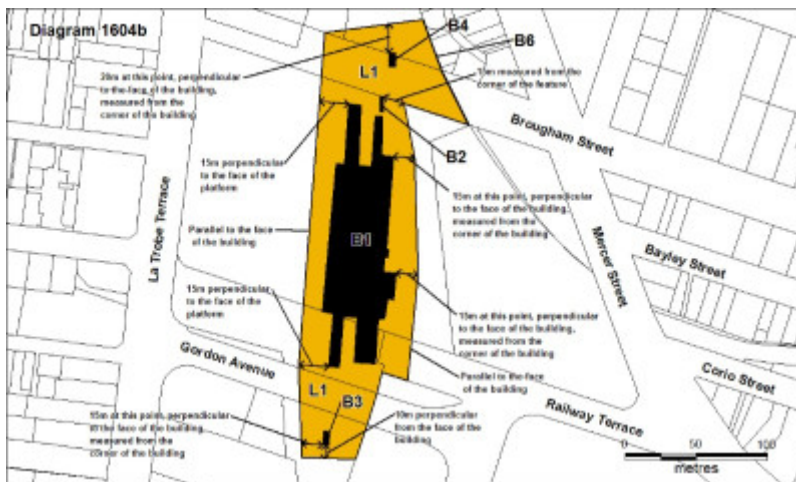 Diagram 1604b
B4
B6
L1
20m at this point, perpendicular
to the face of the building,
measured from the
corner of the building
15m measured from the
corner of the feature
Brougham Street
B2
15m perpendicular
to the face of the
platform
15m at this point, perpendicular
to the face of the building,
measured from the
corner of the building
La Trobe Terrace
Parallel to the face
of the building
B1
Mercer Street
Bayley Street
15m perpendicular
to the face of the
platform
15m at this point, perpendicular
to the face of the building,
measured from the
corner of the building
Gordon Avenue
Parallel to the face
of the building
Corio Street
L1
B3
Railway Terrace
15m at this point, perpendicular
to the face of the building,
measured from the
corner of the building
10m perpendicular
from the face of the
building
0 50 100
metres